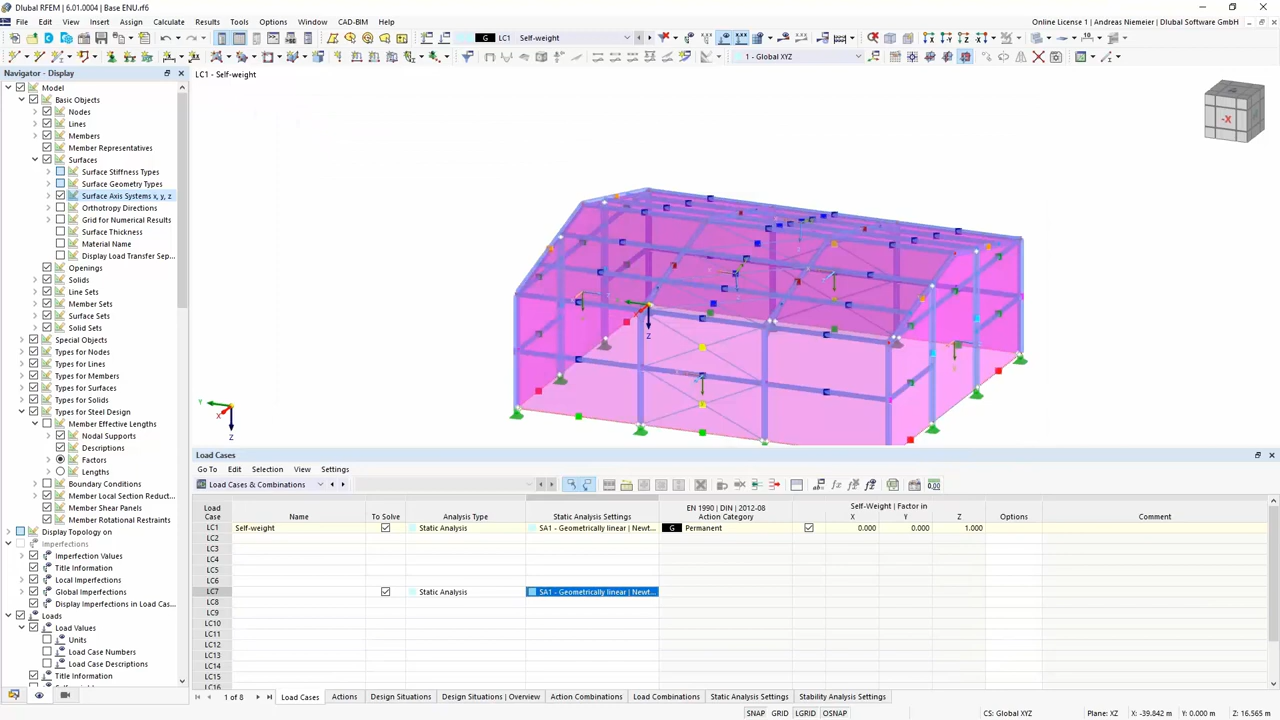 Dlubal RFEM | 6.01.0004 | Base ENU.rf6
File Edit View Insert Assign Calculate Results Tools Options Window CAD-BIM Help
Online License 1 | Andreas Niemeier | Dlubal Software GmbH
G LC1 Self-weight
1 - Global XYZ
Navigator - Display
Model
Basic Objects
Nodes
Lines
Members
Member Representatives
Surfaces
Surface Stiffness Types
Surface Geometry Types
Surface Axis Systems x, y, z
Orthotropy Directions
Grid for Numerical Results
Surface Thickness
Material Name
Display Load Transfer Sep...
Openings
Solids
Line Sets
Member Sets
Surface Sets
Solid Sets
Special Objects
Types for Nodes
Types for Lines
Types for Members
Types for Surfaces
Types for Solids
Types for Steel Design
Member Effective Lengths
Nodal Supports
Descriptions
Factors
Lengths
Boundary Conditions
Member Local Section Reduct...
Member Shear Panels
Member Rotational Restraints
Display Topology on
Imperfections
Imperfection Values
Title Information
Local Imperfections
Global Imperfections
Display Imperfections in Load Cas...
Loads
Load Values
Units
Load Case Numbers
Load Case Descriptions
Title Information
LC1 - Self-weight
-X
Z
Y
X
Z
Load Cases
Go To Edit Selection View Settings
Load Cases & Combinations
Load Case
Name
To Solve
Analysis Type
Static Analysis Settings
EN 1990 | DIN | 2012-08
Action Category
Self-Weight | Factor in
X Y Z
Options
Comment
LC1 Self-weight Static Analysis SA1 - Geometrically linear | Newt... G Permanent 0.000 0.000 1.000
LC2
LC3
LC4
LC5
LC6
LC7 Static Analysis SA1 - Geometrically linear | Newt...
LC8
LC9
LC10
LC11
LC12
LC13
LC14
LC15
LC16
1 of 8 Load Cases Actions Design Situations Design Situations | Overview Action Combinations Load Combinations Static Analysis Settings Stability Analysis Settings
SNAP GRID LGRID OSNAP CS: Global XYZ Plane: XZ X: -39.842 m Y: 0.000 m Z: 16.565 m